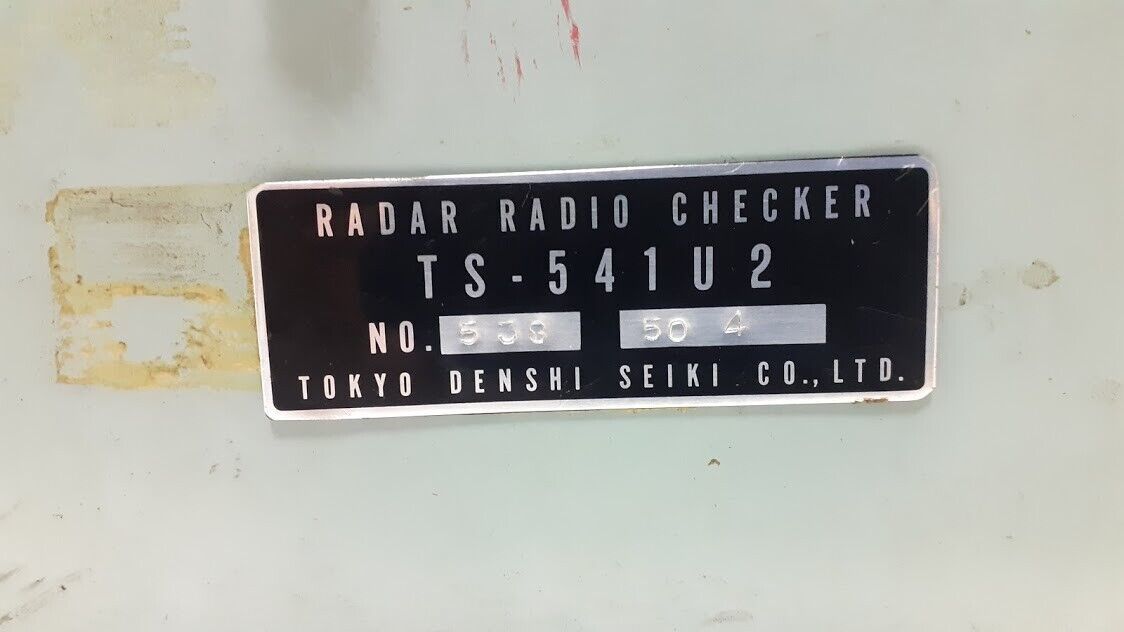 RADAR RADIO CHECKER
TS-541U2
NO. 538 50 4
TOKYO DENSHI SEIKI CO., LTD.